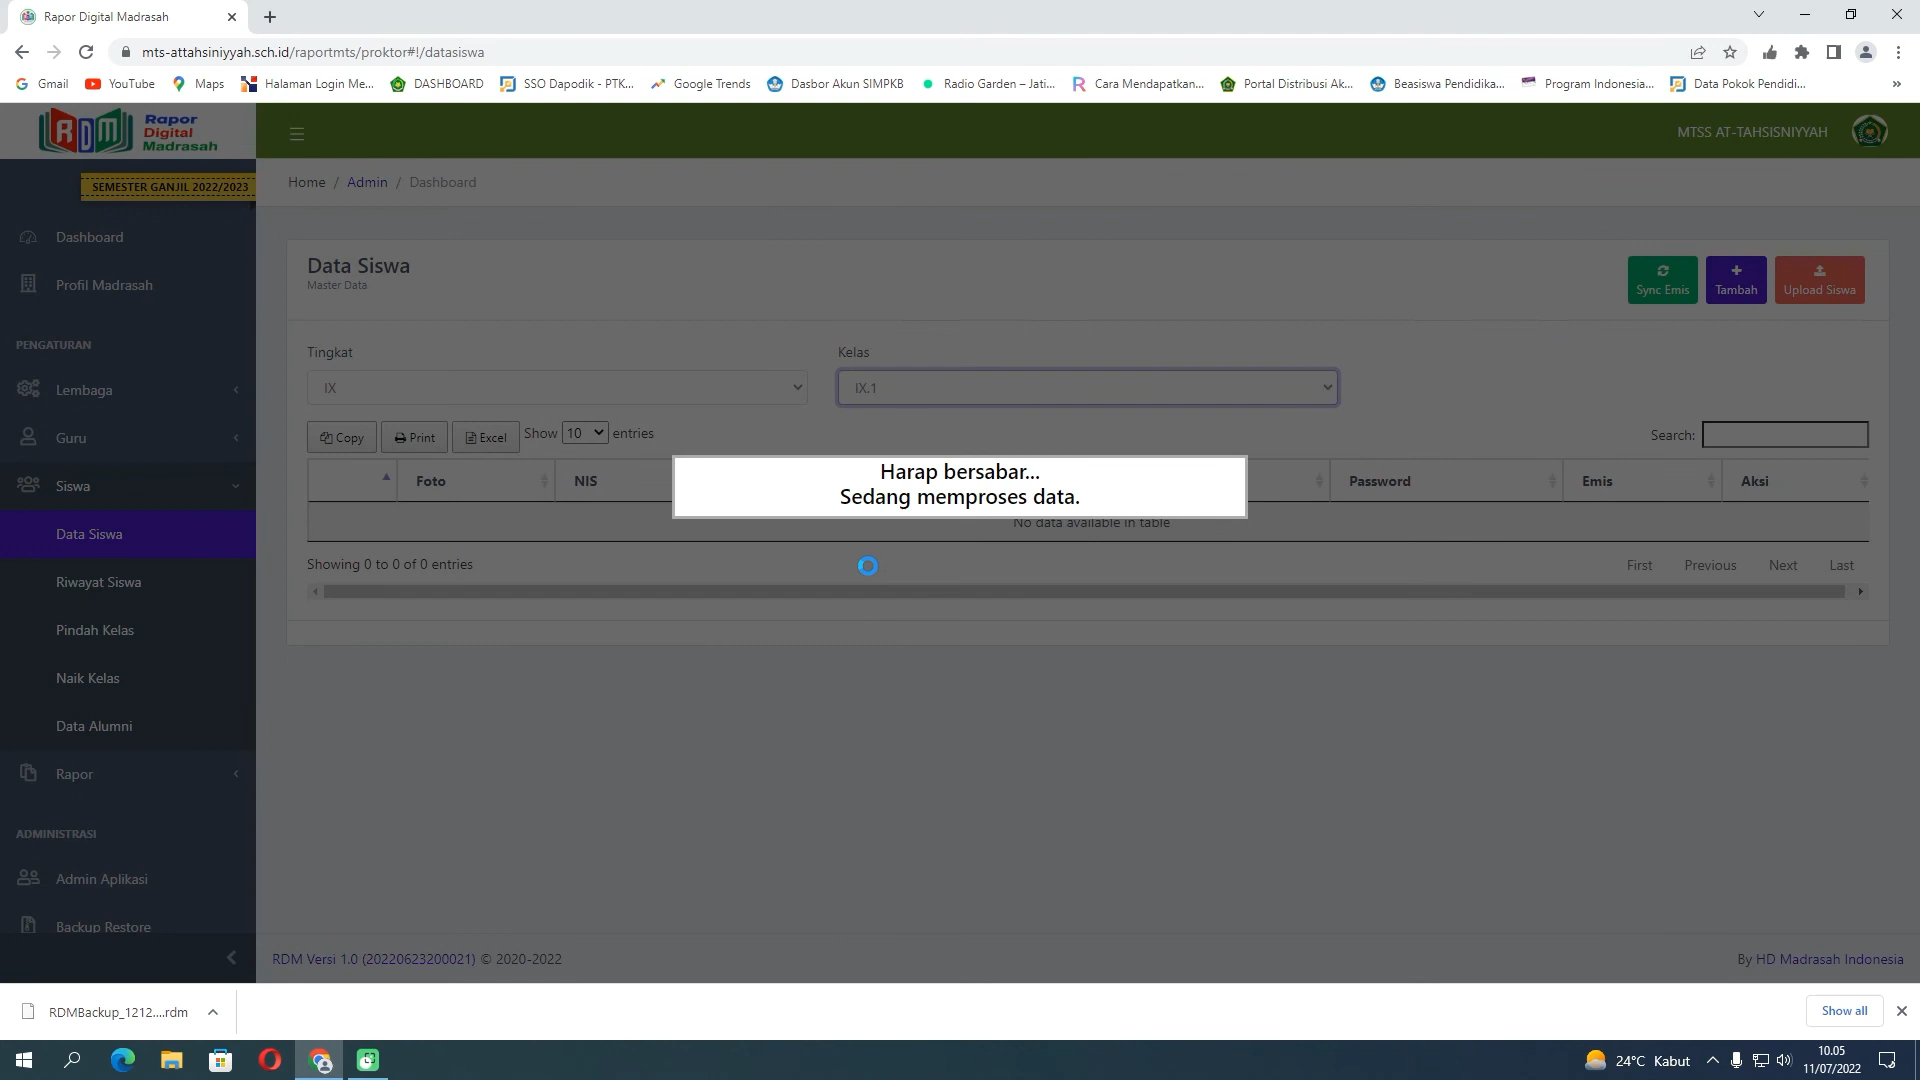 Rapor Digital Madrasah
mts-attahsiniyyah.sch.id/raportmts/proktor#!/datasiswa
Gmail
YouTube
Maps
Halaman Login Me...
DASHBOARD
SSO Dapodik - PTK...
Google Trends
Dasbor Akun SIMPKB
Radio Garden – Jati...
Cara Mendapatkan...
Portal Distribusi Ak...
Beasiswa Pendidika...
Program Indonesia...
Data Pokok Pendidi...
»
RDM
Rapor
Digital
Madrasah
MTSS AT-TAHSISNIYYAH
SEMESTER GANJIL 2022/2023
Home / Admin / Dashboard
Dashboard
Profil Madrasah
PENGATURAN
Lembaga
Guru
Siswa
Data Siswa
Riwayat Siswa
Pindah Kelas
Naik Kelas
Data Alumni
Rapor
ADMINISTRASI
Admin Aplikasi
Backup Restore
Data Siswa
Master Data
Sync Emis
Tambah
Upload Siswa
Tingkat
Kelas
IX
IX.1
Copy
Print
Excel
Show 10 entries
Search:
Foto
NIS
Password
Emis
Aksi
Harap bersabar...
Sedang memproses data.
No data available in table
Showing 0 to 0 of 0 entries
First
Previous
Next
Last
RDM Versi 1.0 (20220623200021) © 2020-2022
By HD Madrasah Indonesia
RDMBackup_1212....rdm
Show all
24°C Kabut
10.05
11/07/2022